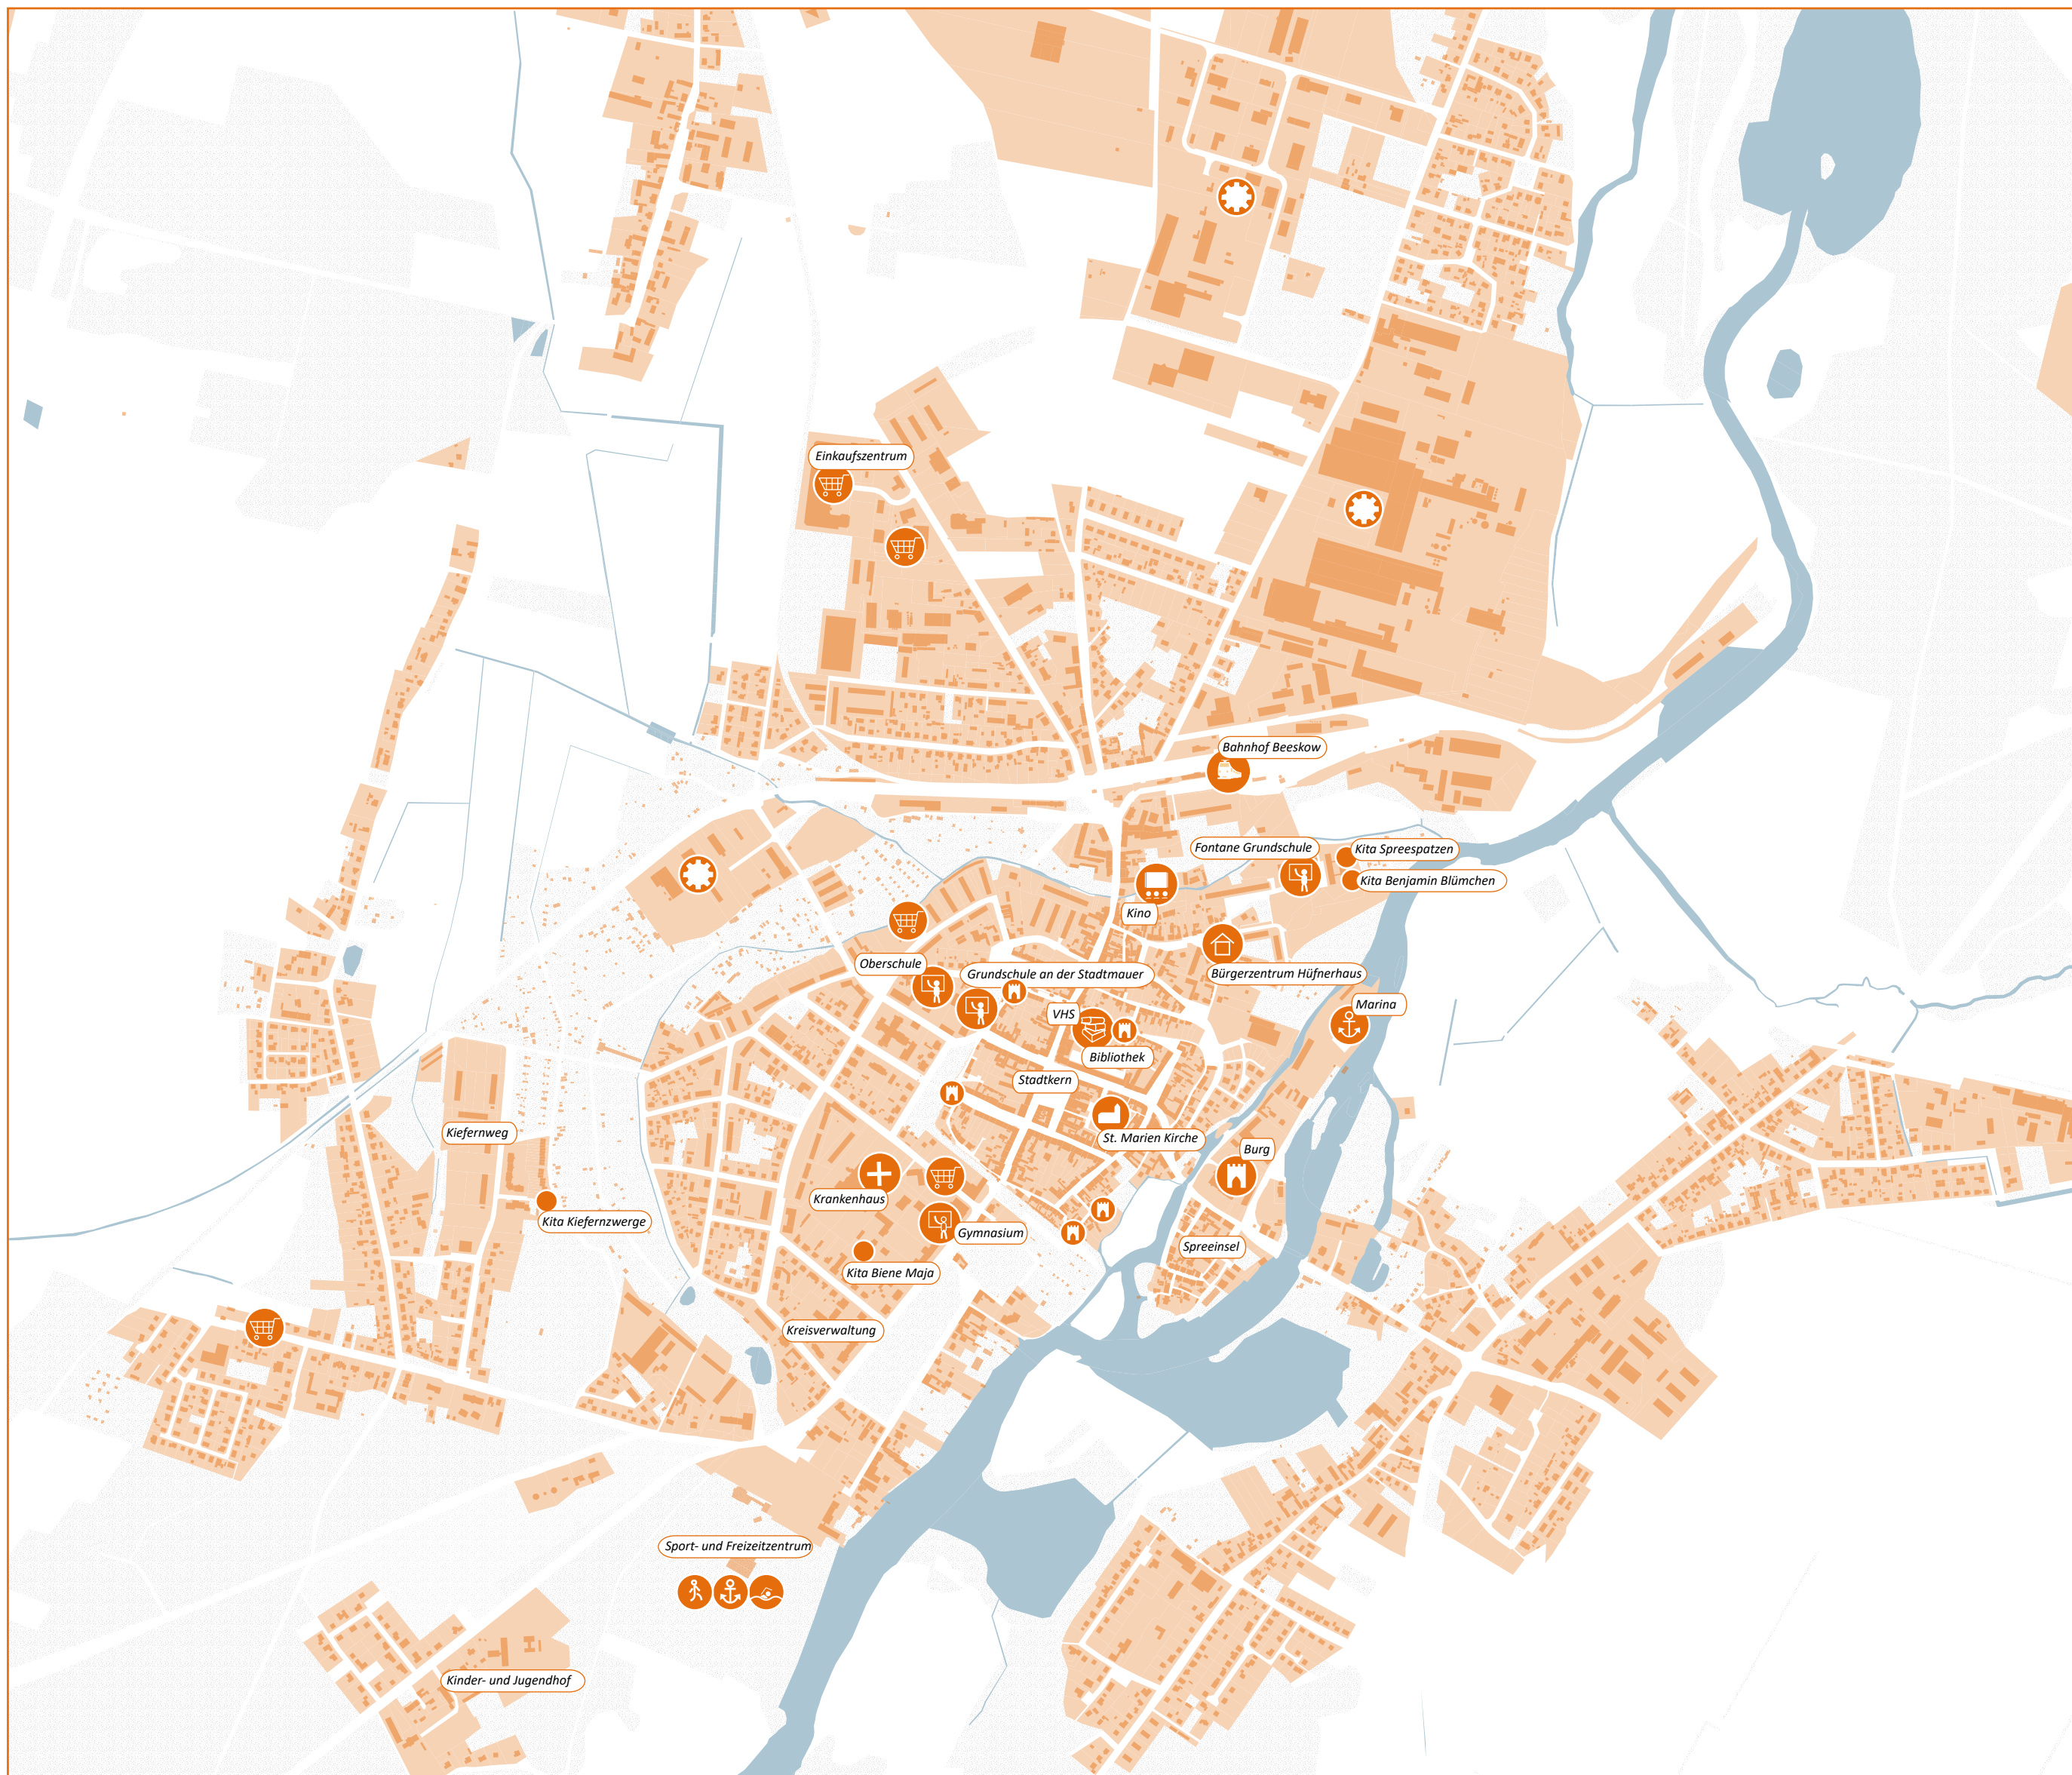 Einkaufszentrum
Bahnhof Beeskow
Fontane Grundschule
Kita Spreespatzen
Kita Benjamin Blümchen
Kino
Oberschule
Grundschule an der Stadtmauer
Bürgerzentrum Hüfnerhaus
Marina
VHS
Bibliothek
Stadtkern
Kiefernweg
St. Marien Kirche
Burg
Krankenhaus
Kita Kiefernzwerge
Gymnasium
Spreeinsel
Kita Biene Maja
Kreisverwaltung
Sport- und Freizeitzentrum
Kinder- und Jugendhof